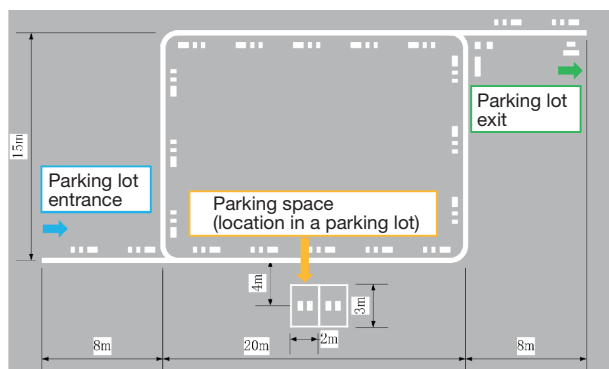 15m
Parking lot
exit
Parking lot
entrance
Parking space
(location in a parking lot)
4m
3m
2m
8m
20m
8m